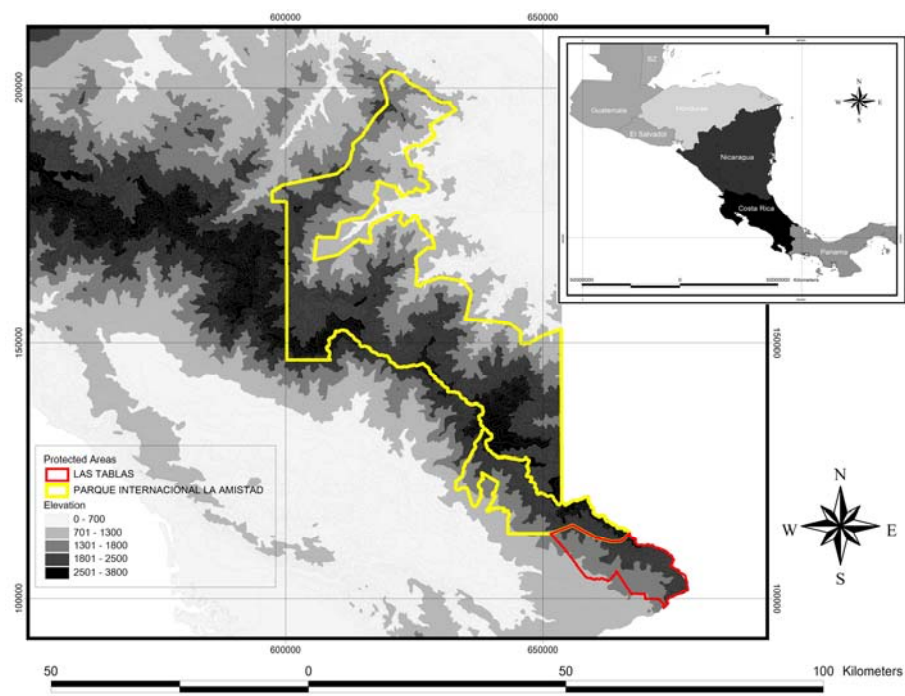 600000
650000
200000
150000
100000
200000
150000
100000
600000
650000
BZ
Guatemala
Honduras
El Salvador
Nicaragua
Costa Rica
Panama
N
W E
S
Kilometers
Protected Areas
LAS TABLAS
PARQUE INTERNACIONAL LA AMISTAD
Elevation
0 - 700
701 - 1300
1301 - 1800
1801 - 2500
2501 - 3800
N
W E
S
50 0 50 100 Kilometers